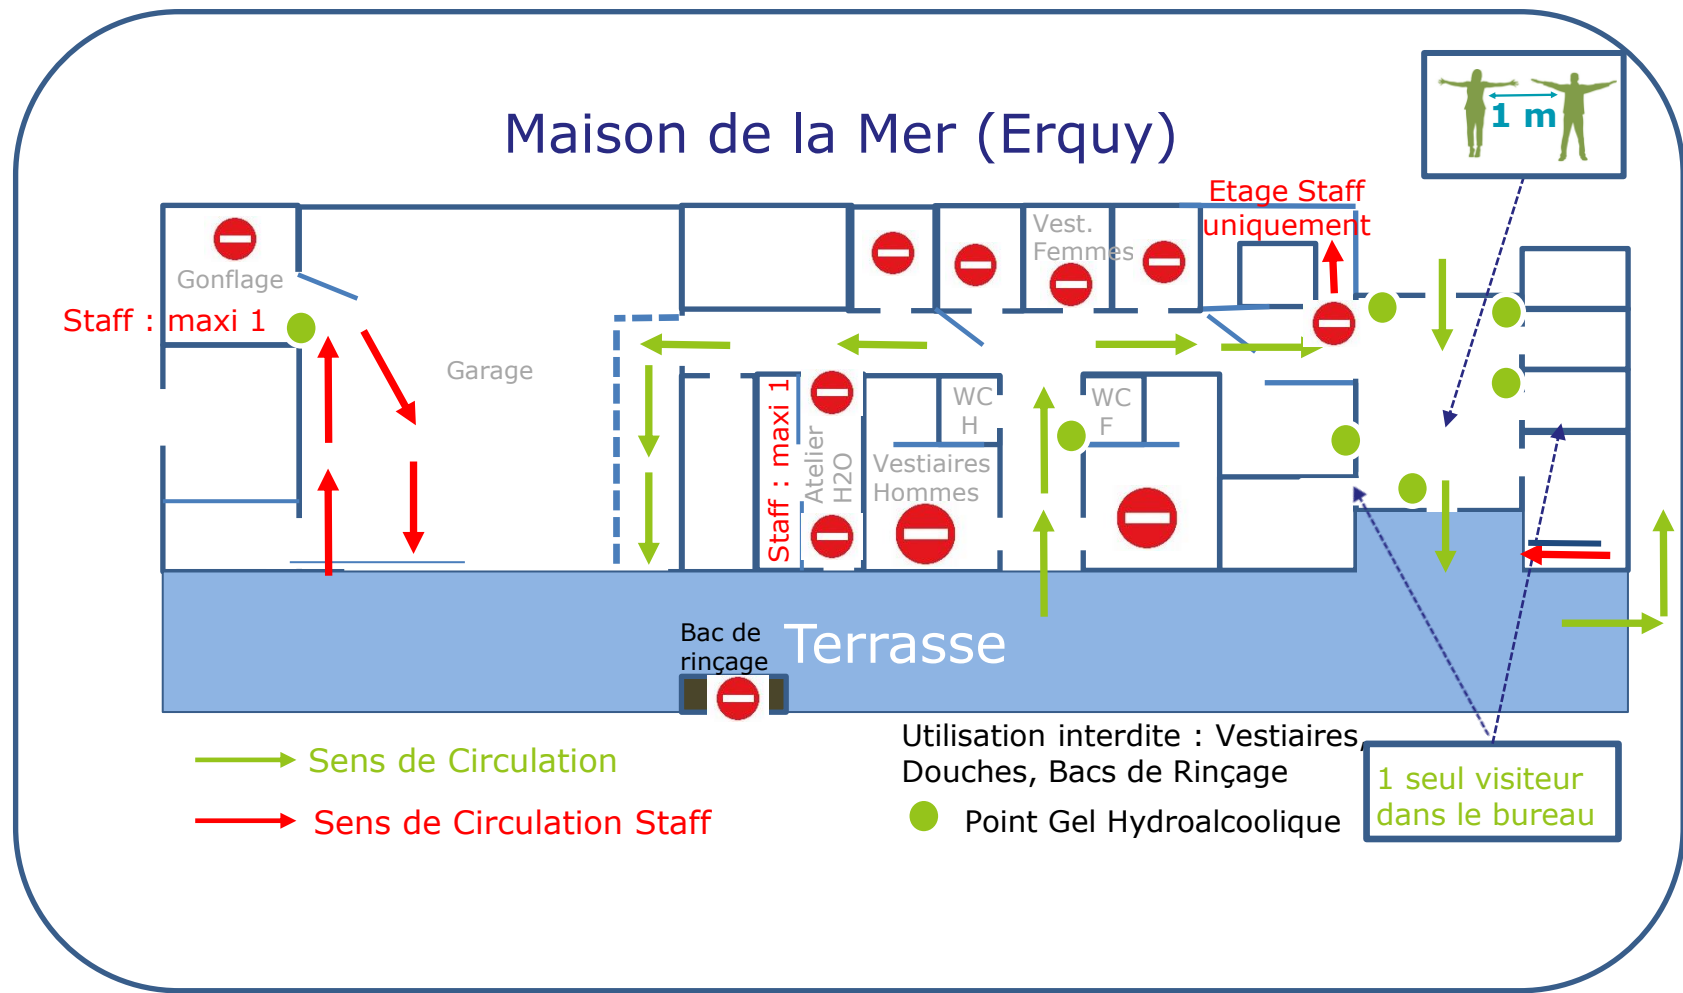 Maison de la Mer (Erquy)
1 m
Etage Staff
uniquement
Vest.
Femmes
Gonflage
Staff : maxi 1
Garage
Staff : maxi 1
Atelier
H2O
WC
H
WC
F
Vestiaires
Hommes
Bac de
rinçage
Terrasse
Sens de Circulation
Sens de Circulation Staff
Utilisation interdite : Vestiaires,
Douches, Bacs de Rinçage
Point Gel Hydroalcoolique
1 seul visiteur
dans le bureau